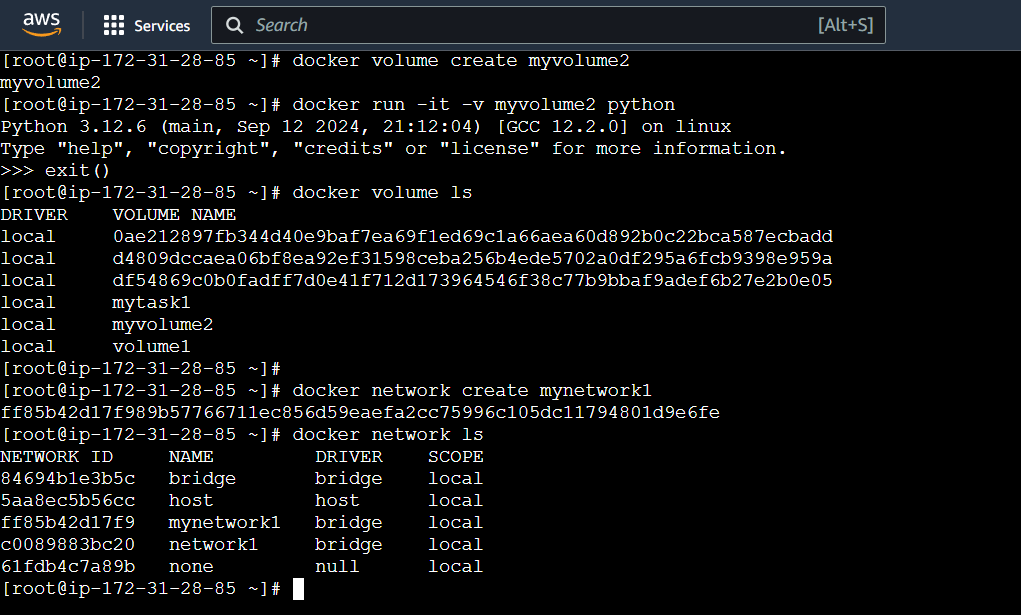 aws Services Search [Alt+S]
[root@ip-172-31-28-85 ~]# docker volume create myvolume2
myvolume2
[root@ip-172-31-28-85 ~]# docker run -it -v myvolume2 python
Python 3.12.6 (main, Sep 12 2024, 21:12:04) [GCC 12.2.0] on linux
Type "help", "copyright", "credits" or "license" for more information.
>>> exit()
[root@ip-172-31-28-85 ~]# docker volume ls
DRIVER    VOLUME NAME
local     0ae212897fb344d40e9baf7ea69f1ed69c1a66aea60d892b0c22bca587ecbadd
local     d4809dccaea06bf8ea92ef31598ceba256b4ede5702a0df295a6fcb9398e959a
local     df54869c0b0fadff7d0e41f712d173964546f38c77b9bbaf9adef6b27e2b0e05
local     mytask1
local     myvolume2
local     volume1
[root@ip-172-31-28-85 ~]#
[root@ip-172-31-28-85 ~]# docker network create mynetwork1
ff85b42d17f989b57766711ec856d59eaefa2cc75996c105dc11794801d9e6fe
[root@ip-172-31-28-85 ~]# docker network ls
NETWORK ID     NAME         DRIVER    SCOPE
84694b1e3b5c   bridge       bridge    local
5aa8ec5b56cc   host         host      local
ff85b42d17f9   mynetwork1   bridge    local
c0089883bc20   network1     bridge    local
61fdb4c7a89b   none         null      local
[root@ip-172-31-28-85 ~]#